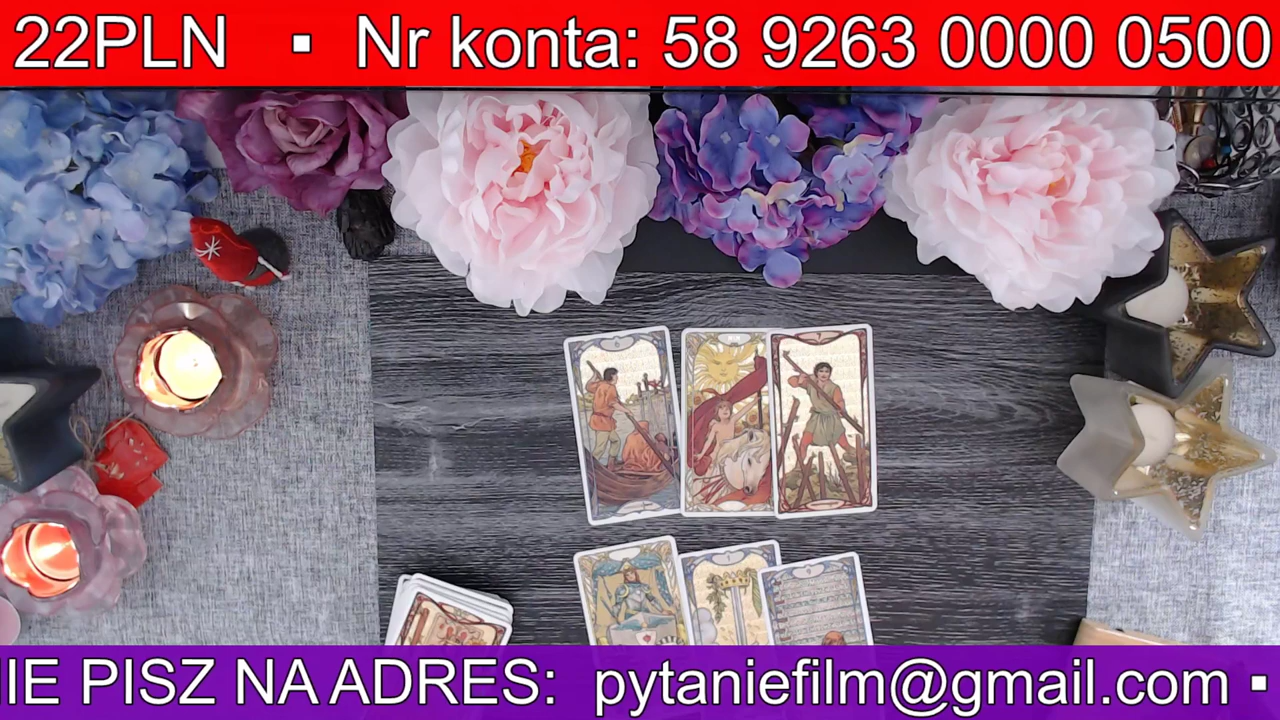 22PLN ▪ Nr konta: 58 9263 0000 0500
IE PISZ NA ADRES: pytaniefilm@gmail.com ▪